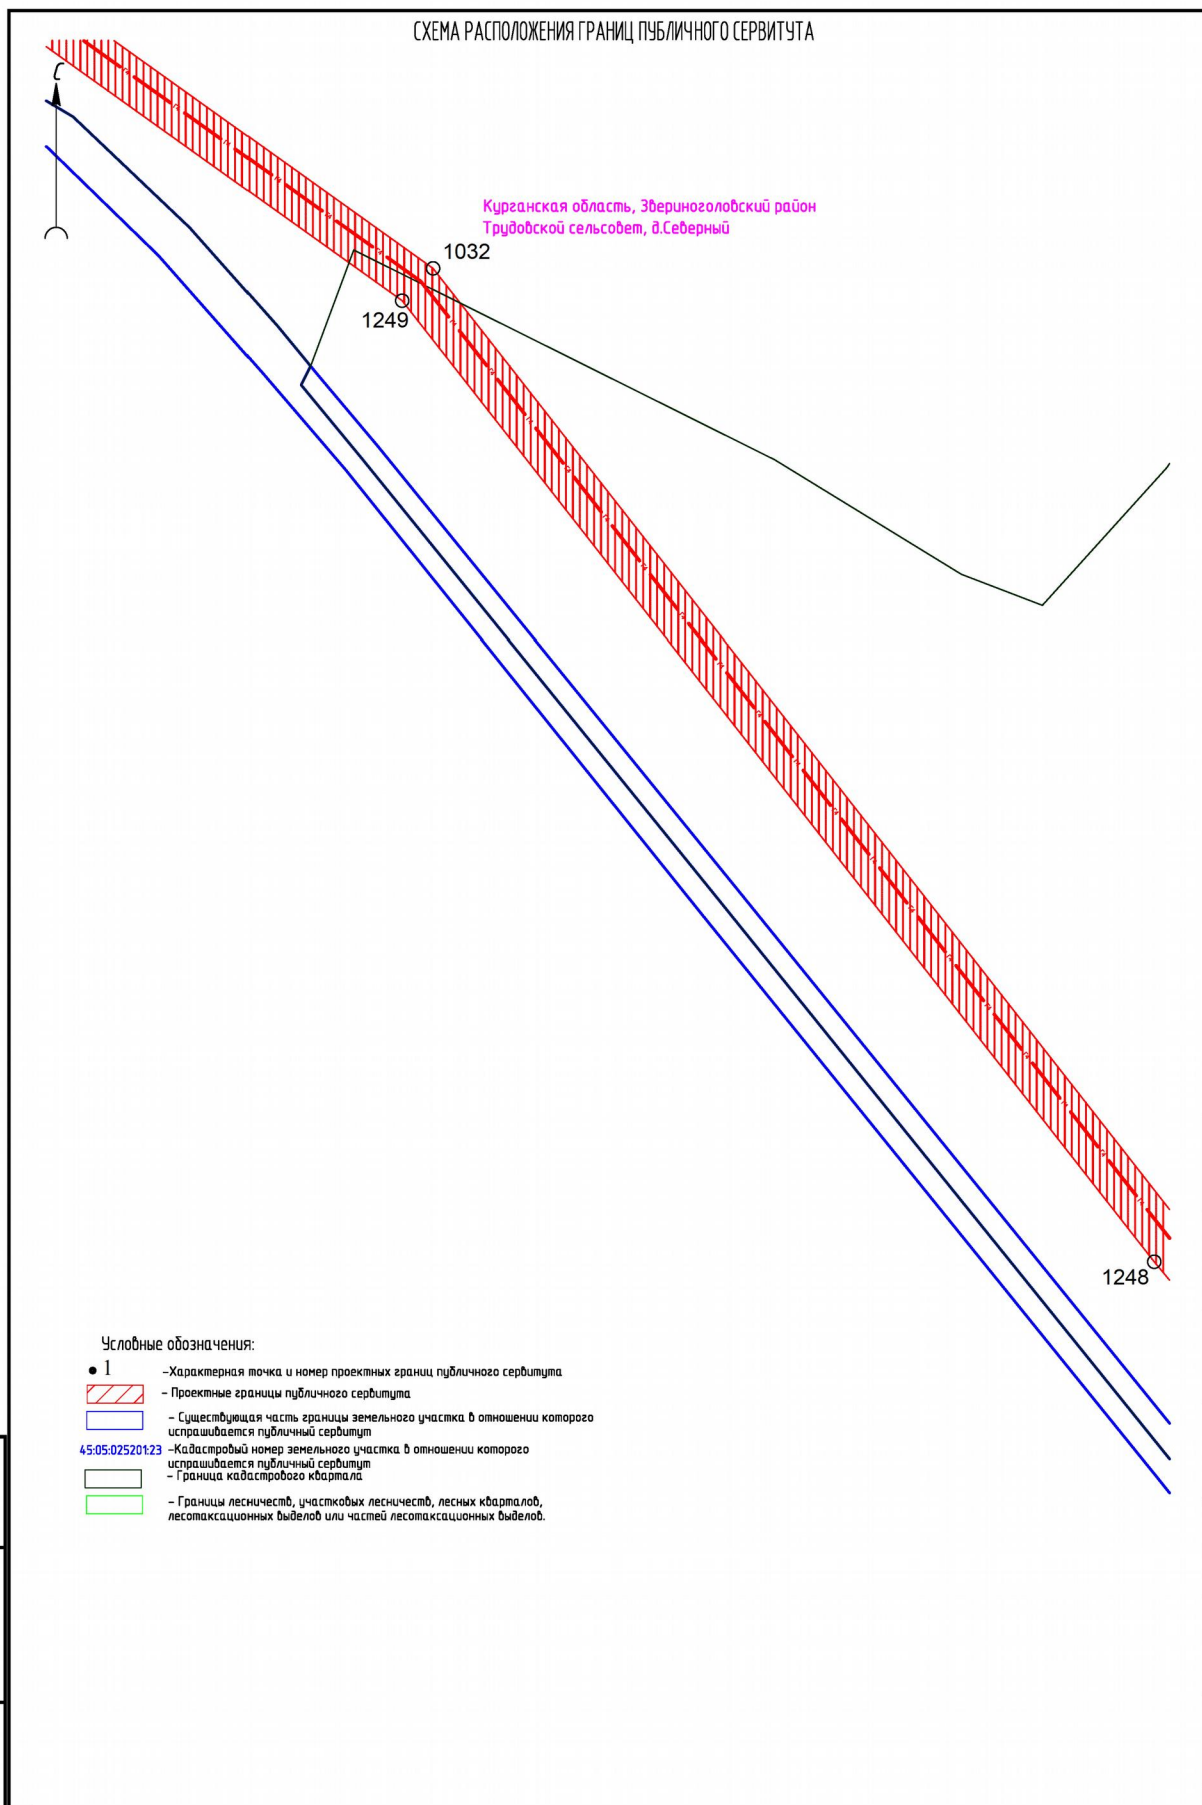 СХЕМА РАСПОЛОЖЕНИЯ ГРАНИЦ ПУБЛИЧНОГО СЕРВИТУТА
С
Курганская область, Звериноголовский район
Трудовской сельсовет, д.Северный
1032
1249
1248
Условные обозначения:
1 -Характерная точка и номер проектных границ публичного сервитута
- Проектные границы публичного сервитута
- Существующая часть границы земельного участка в отношении которого
испрашивается публичный сервитут
45:05:025201:23 -Кадастровый номер земельного участка в отношении которого
испрашивается публичный сервитут
- Граница кадастрового квартала
- Границы лесничеств, участковых лесничеств, лесных кварталов,
лесотаксационных выделов или частей лесотаксационных выделов.